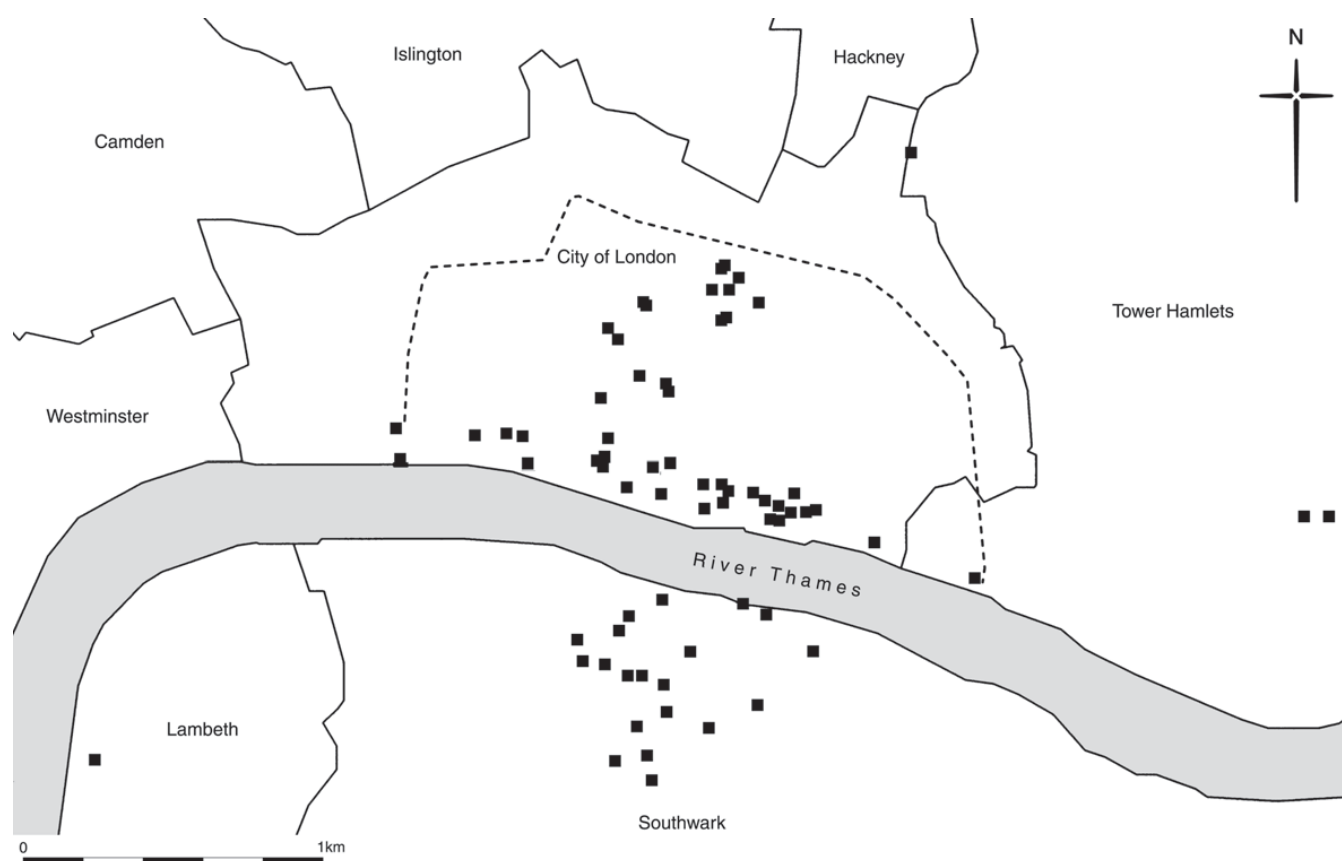 Islington
Hackney
N
Camden
City of London
Tower Hamlets
Westminster
River Thames
Lambeth
Southwark
0 1km